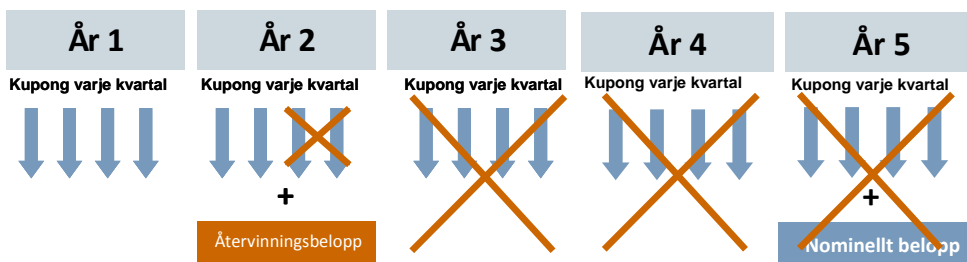 År 1
Kupong varje kvartal
År 2
Kupong varje kvartal
+
Återvinningsbelopp
År 3
Kupong varje kvartal
År 4
Kupong varje kvartal
År 5
Kupong varje kvartal
+
Nominellt belopp